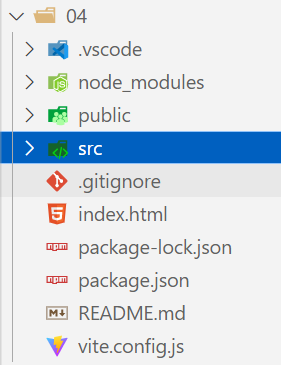 04
.vscode
node_modules
public
src
.gitignore
index.html
package-lock.json
package.json
README.md
vite.config.js